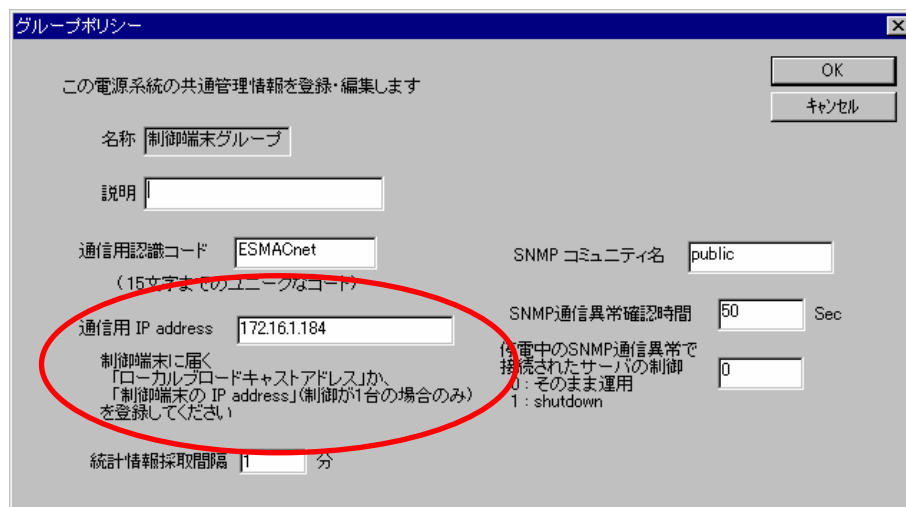 グループポリシー
OK
キャンセル
この電源系統の共通管理情報を登録・編集します
名称 制御端末グループ
説明
通信用認識コード ESMACnet
(15文字までのユニークなコード)
通信用 IP address 172.16.1.184
制御端末に届く
「ローカルブロードキャストアドレス」か、
「制御端末の IP address」(制御が1台の場合のみ)
を登録してください
統計情報採取間隔 1 分
SNMP コミュニティ名 public
SNMP通信異常確認時間 50 Sec
停電中のSNMP通信異常で
接続されたサーバの制御 0
0 : そのまま運用
1 : shutdown